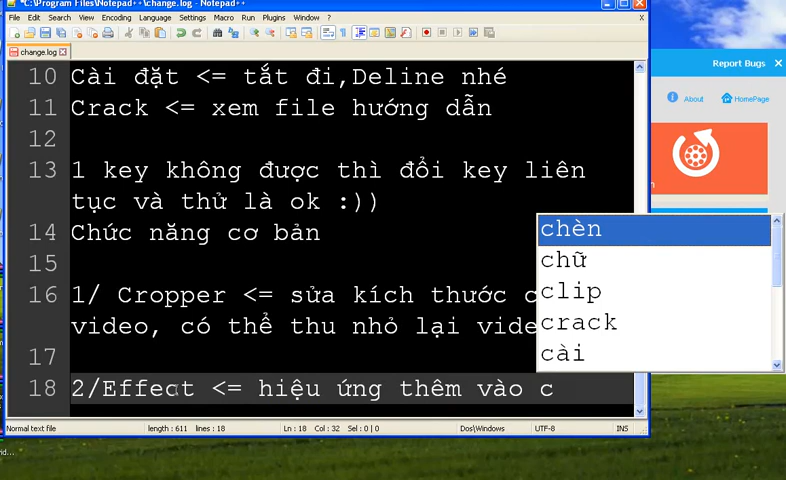 *C:\Program Files\Notepad++\change.log - Notepad++
File Edit Search View Encoding Language Settings Macro Run Plugins Window ? X
change.log
10 Cài đặt <= tắt đi,Deline nhé
11 Crack <= xem file hướng dẫn
12
13 1 key không được thì đổi key liên
tục và thử là ok :))
14 Chức năng cơ bản
15
16 1/ Cropper <= sửa kích thước c
video, có thể thu nhỏ lại vide
17
18 2/Effect <= hiệu ứng thêm vào c
chèn
chữ
clip
crack
cài
Normal text file length : 611 lines : 18 Ln : 18 Col : 32 Sel : 0 | 0 Dos\Windows UTF-8 INS
Report Bugs
About HomePage